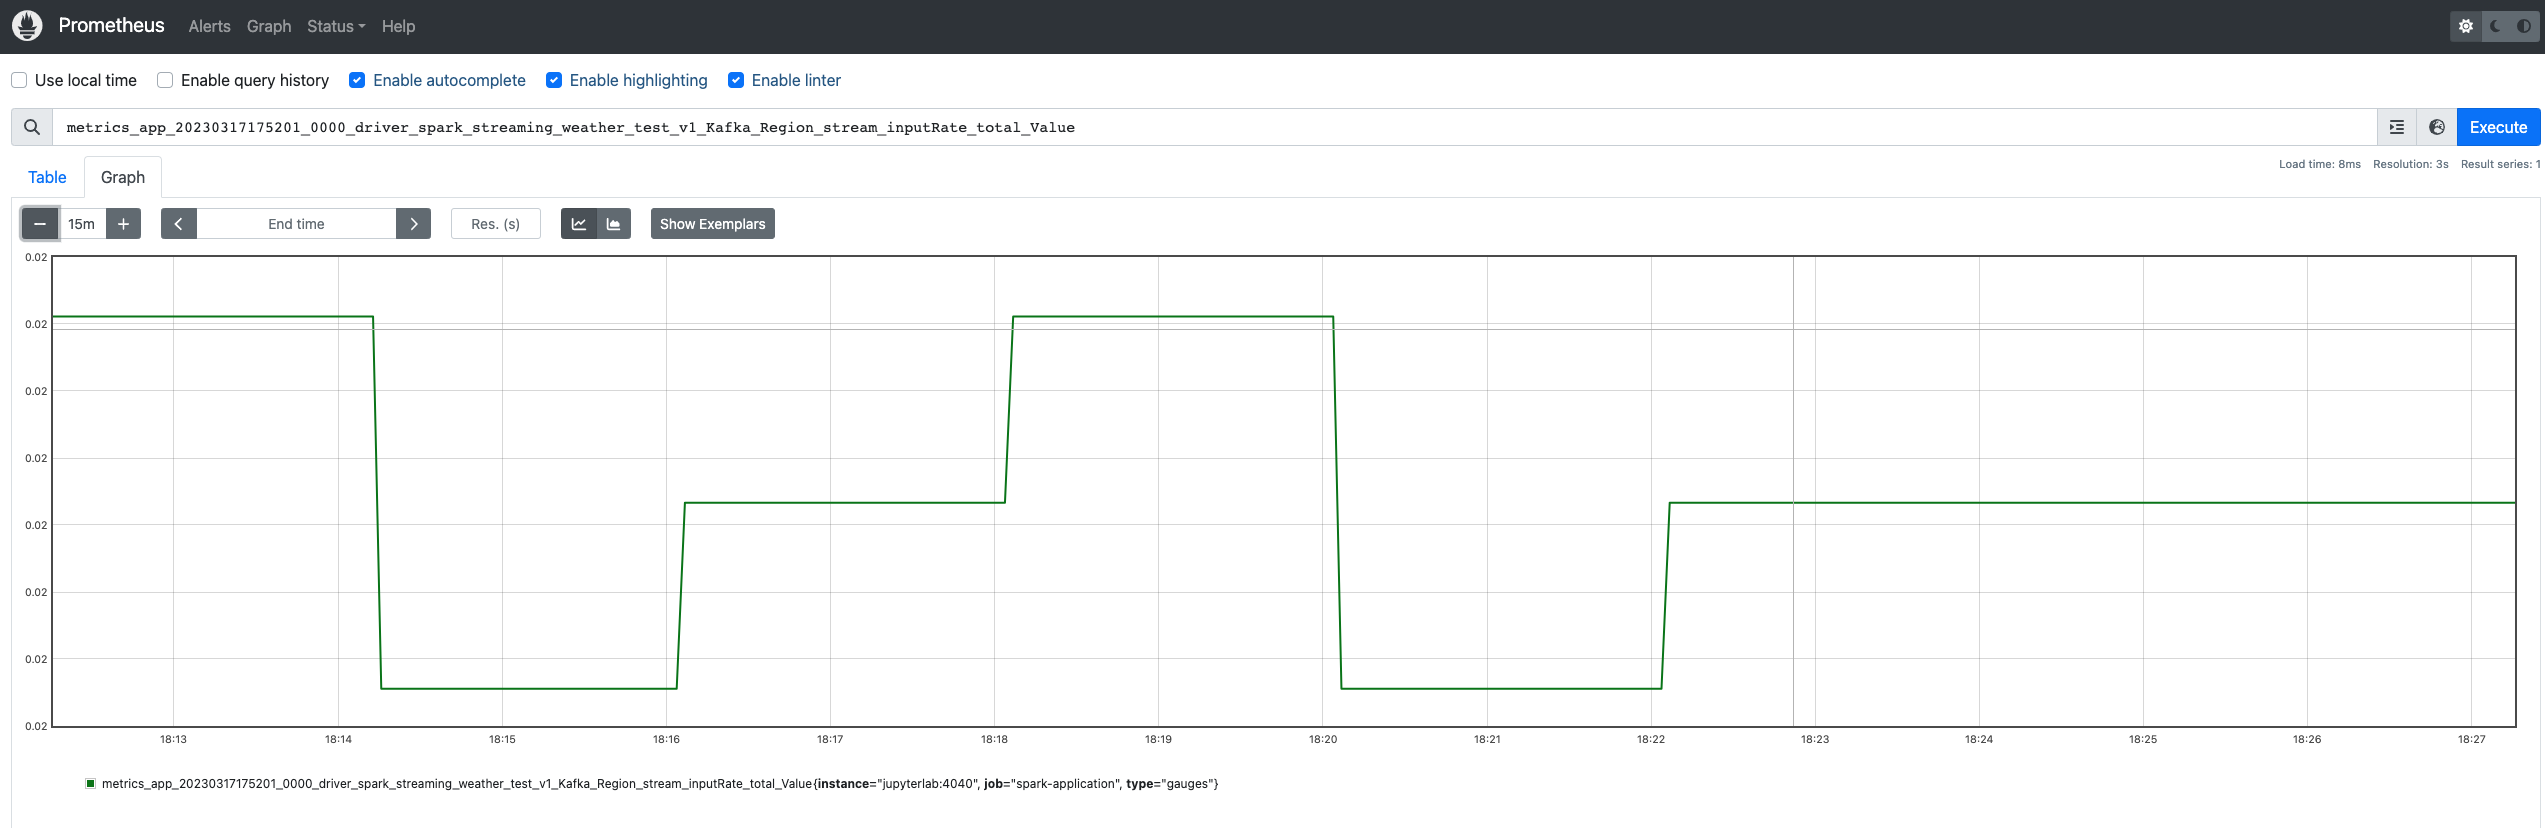 Prometheus Alerts Graph Status Help
Use local time Enable query history Enable autocomplete Enable highlighting Enable linter
metrics_app_20230317175201_0000_driver_spark_streaming_weather_test_v1_Kafka_Region_stream_inputRate_total_Value Execute
Load time: 8ms Resolution: 3s Result series: 1
Table Graph
15m End time Res. (s) Show Exemplars
0.02
0.02
0.02
0.02
0.02
0.02
0.02
0.02
18:13 18:14 18:15 18:16 18:17 18:18 18:19 18:20 18:21 18:22 18:23 18:24 18:25 18:26 18:27
metrics_app_20230317175201_0000_driver_spark_streaming_weather_test_v1_Kafka_Region_stream_inputRate_total_Value{instance="jupyterlab:4040", job="spark-application", type="gauges"}